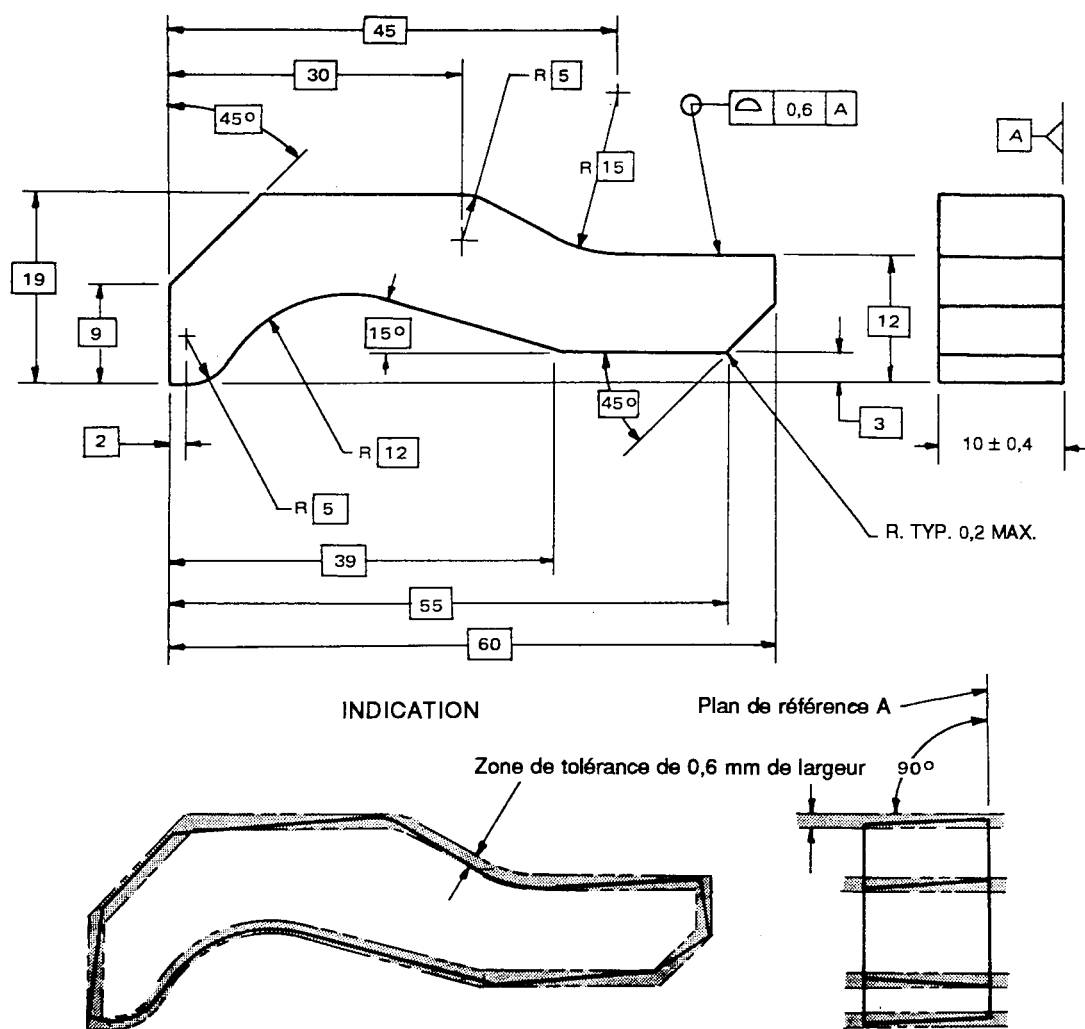 45
30
R 5
0,6 A
45°
A
R 15
19
9
15°
12
45°
3
2
10 ± 0,4
R 12
R 5
R. TYP. 0,2 MAX.
39
55
60
INDICATION
Plan de référence A
Zone de tolérance de 0,6 mm de largeur
90°